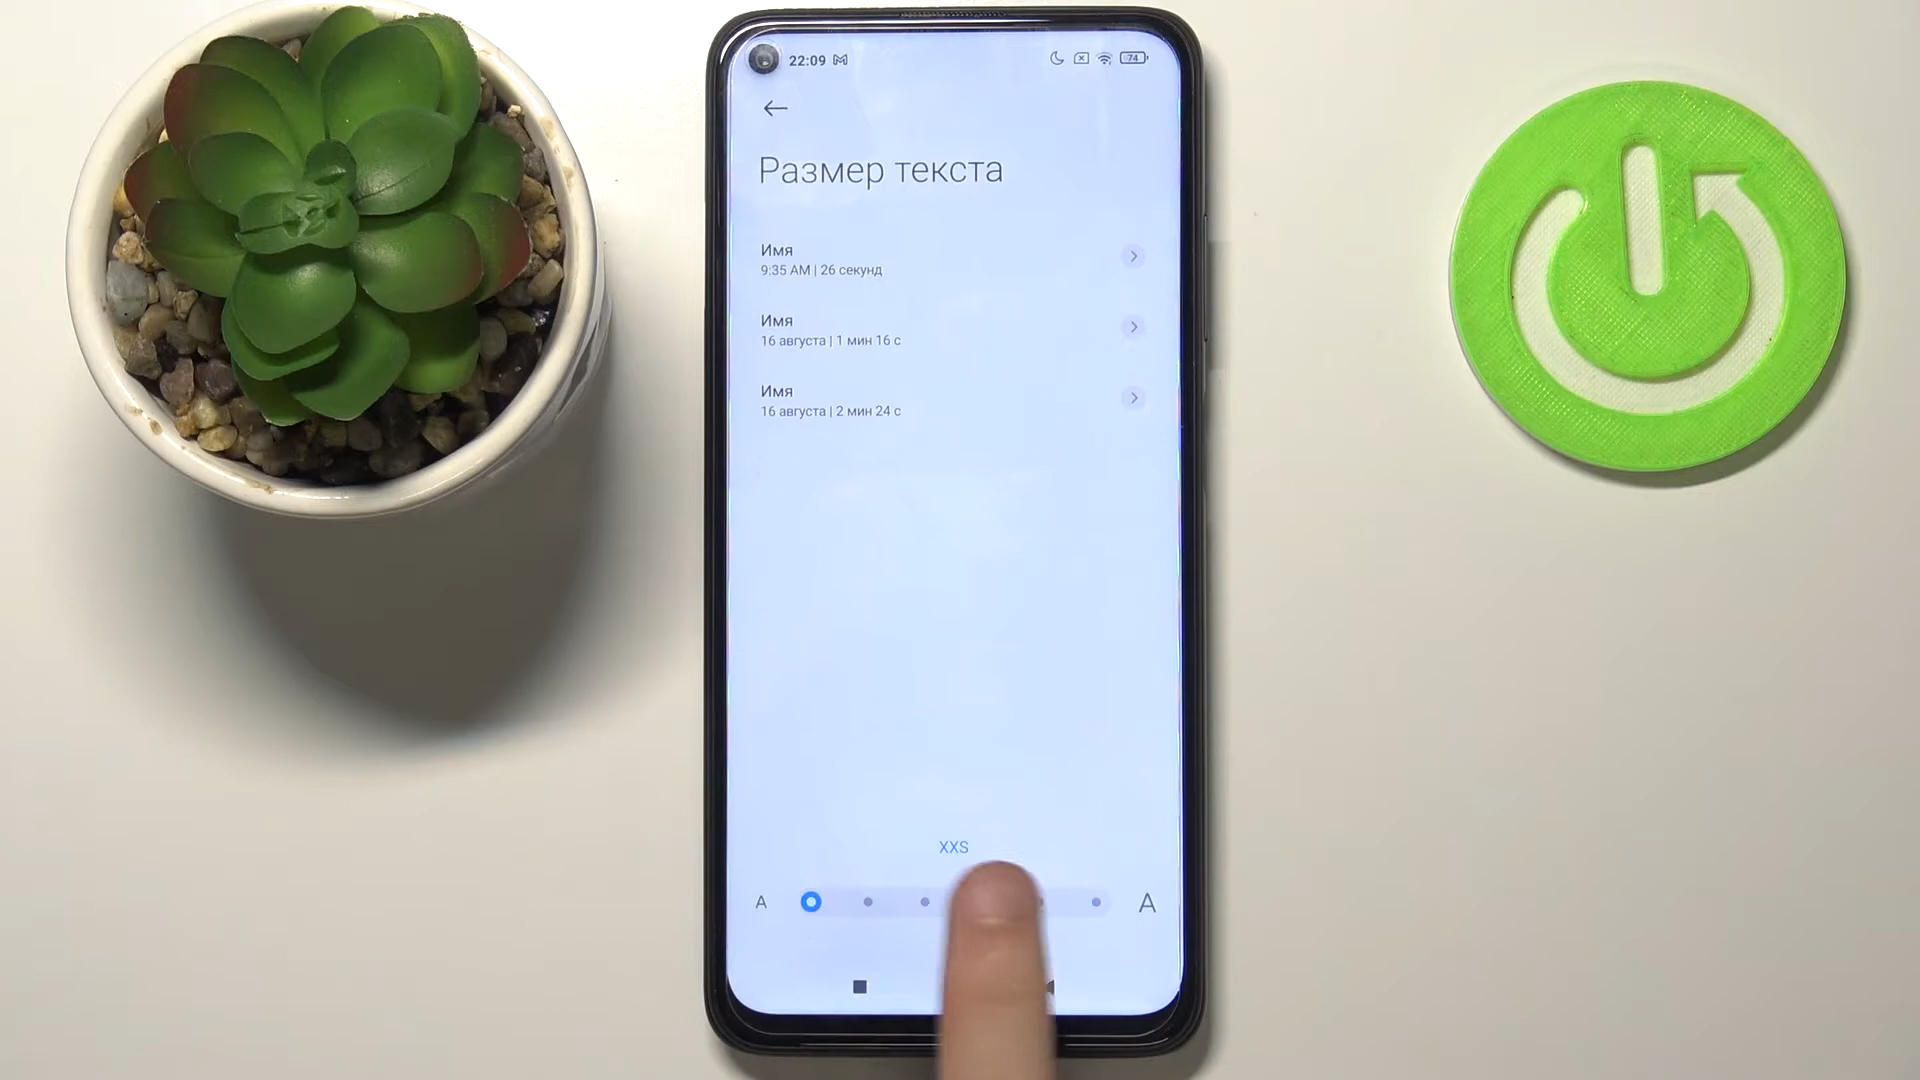 22:09
74
Размер текста
Имя
9:35 AM | 26 секунд
Имя
16 августа | 1 мин 16 с
Имя
16 августа | 2 мин 24 с
XXS
A A